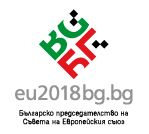 eu2018bg.bg
Българско председателство на
Съвета на Европейския съюз